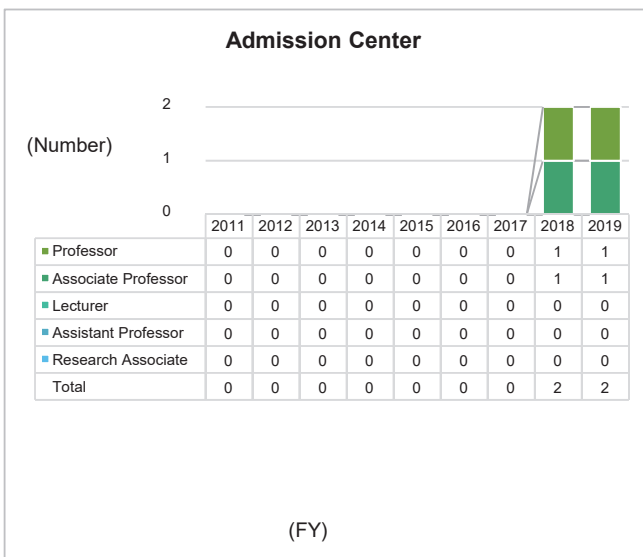 Admission Center
2
(Number)
1
0
2011 2012 2013 2014 2015 2016 2017 2018 2019
Professor 0 0 0 0 0 0 0 1 1
Associate Professor 0 0 0 0 0 0 0 1 1
Lecturer 0 0 0 0 0 0 0 0 0
Assistant Professor 0 0 0 0 0 0 0 0 0
Research Associate 0 0 0 0 0 0 0 0 0
Total 0 0 0 0 0 0 0 2 2
(FY)